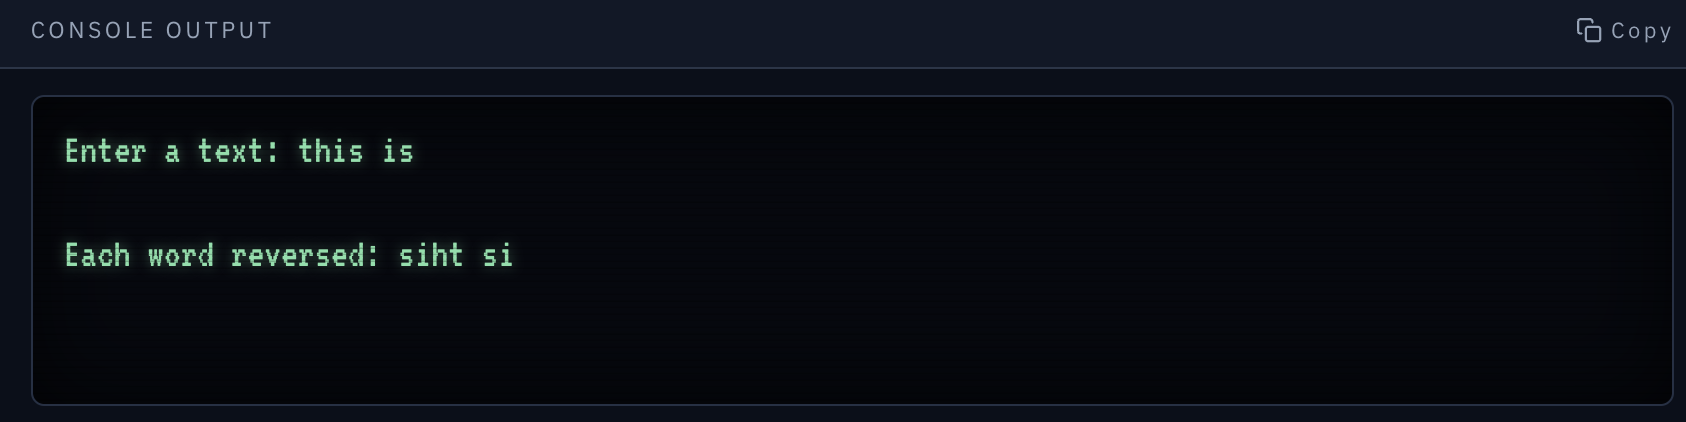 CONSOLE OUTPUT
Copy
Enter a text: this is
Each word reversed: siht si